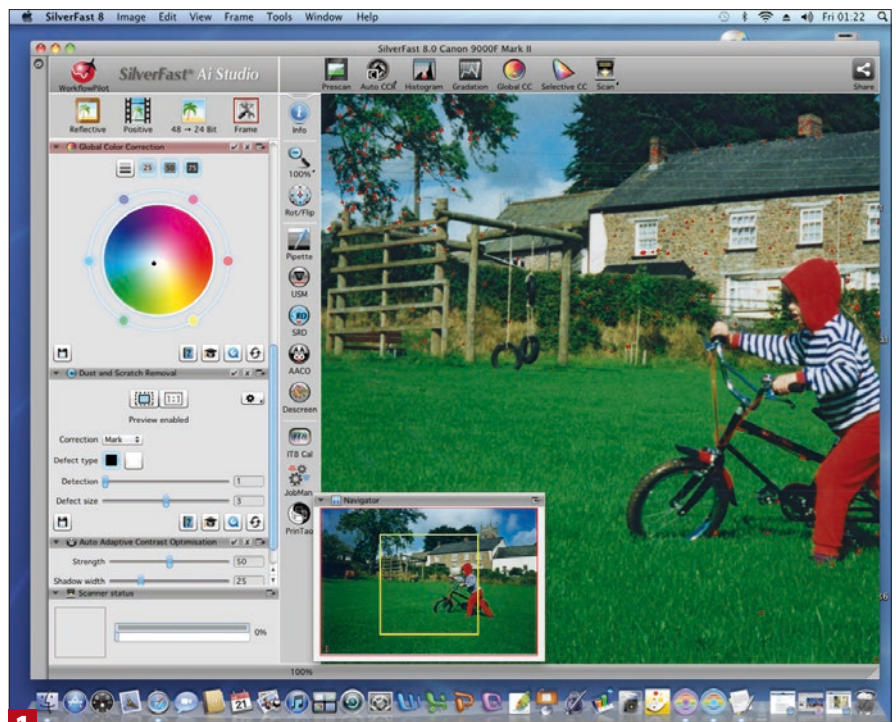 SilverFast 8 Image Edit View Frame Tools Window Help Fri 01:22
SilverFast 8.0 Canon 9000F Mark II
SilverFast® Ai Studio
WorkflowPilot
Prescan Auto CCR Histogram Gradation Global CC Selective CC Scan Share
Reflective Positive 48 → 24 Bit Frame
Info
Global Color Correction
25 50 75
100%
Rot/Flip
Pipette
USM
SRD
AACO
Descreen
IT8 Cal
JobMan
PrinTao
Dust and Scratch Removal
1:1
Preview enabled
Correction Mark
Defect type
Detection 1
Defect size 3
Auto Adaptive Contrast Optimisation
Strength 50
Shadow width 25
Scanner status
0%
Navigator
100%
21
1